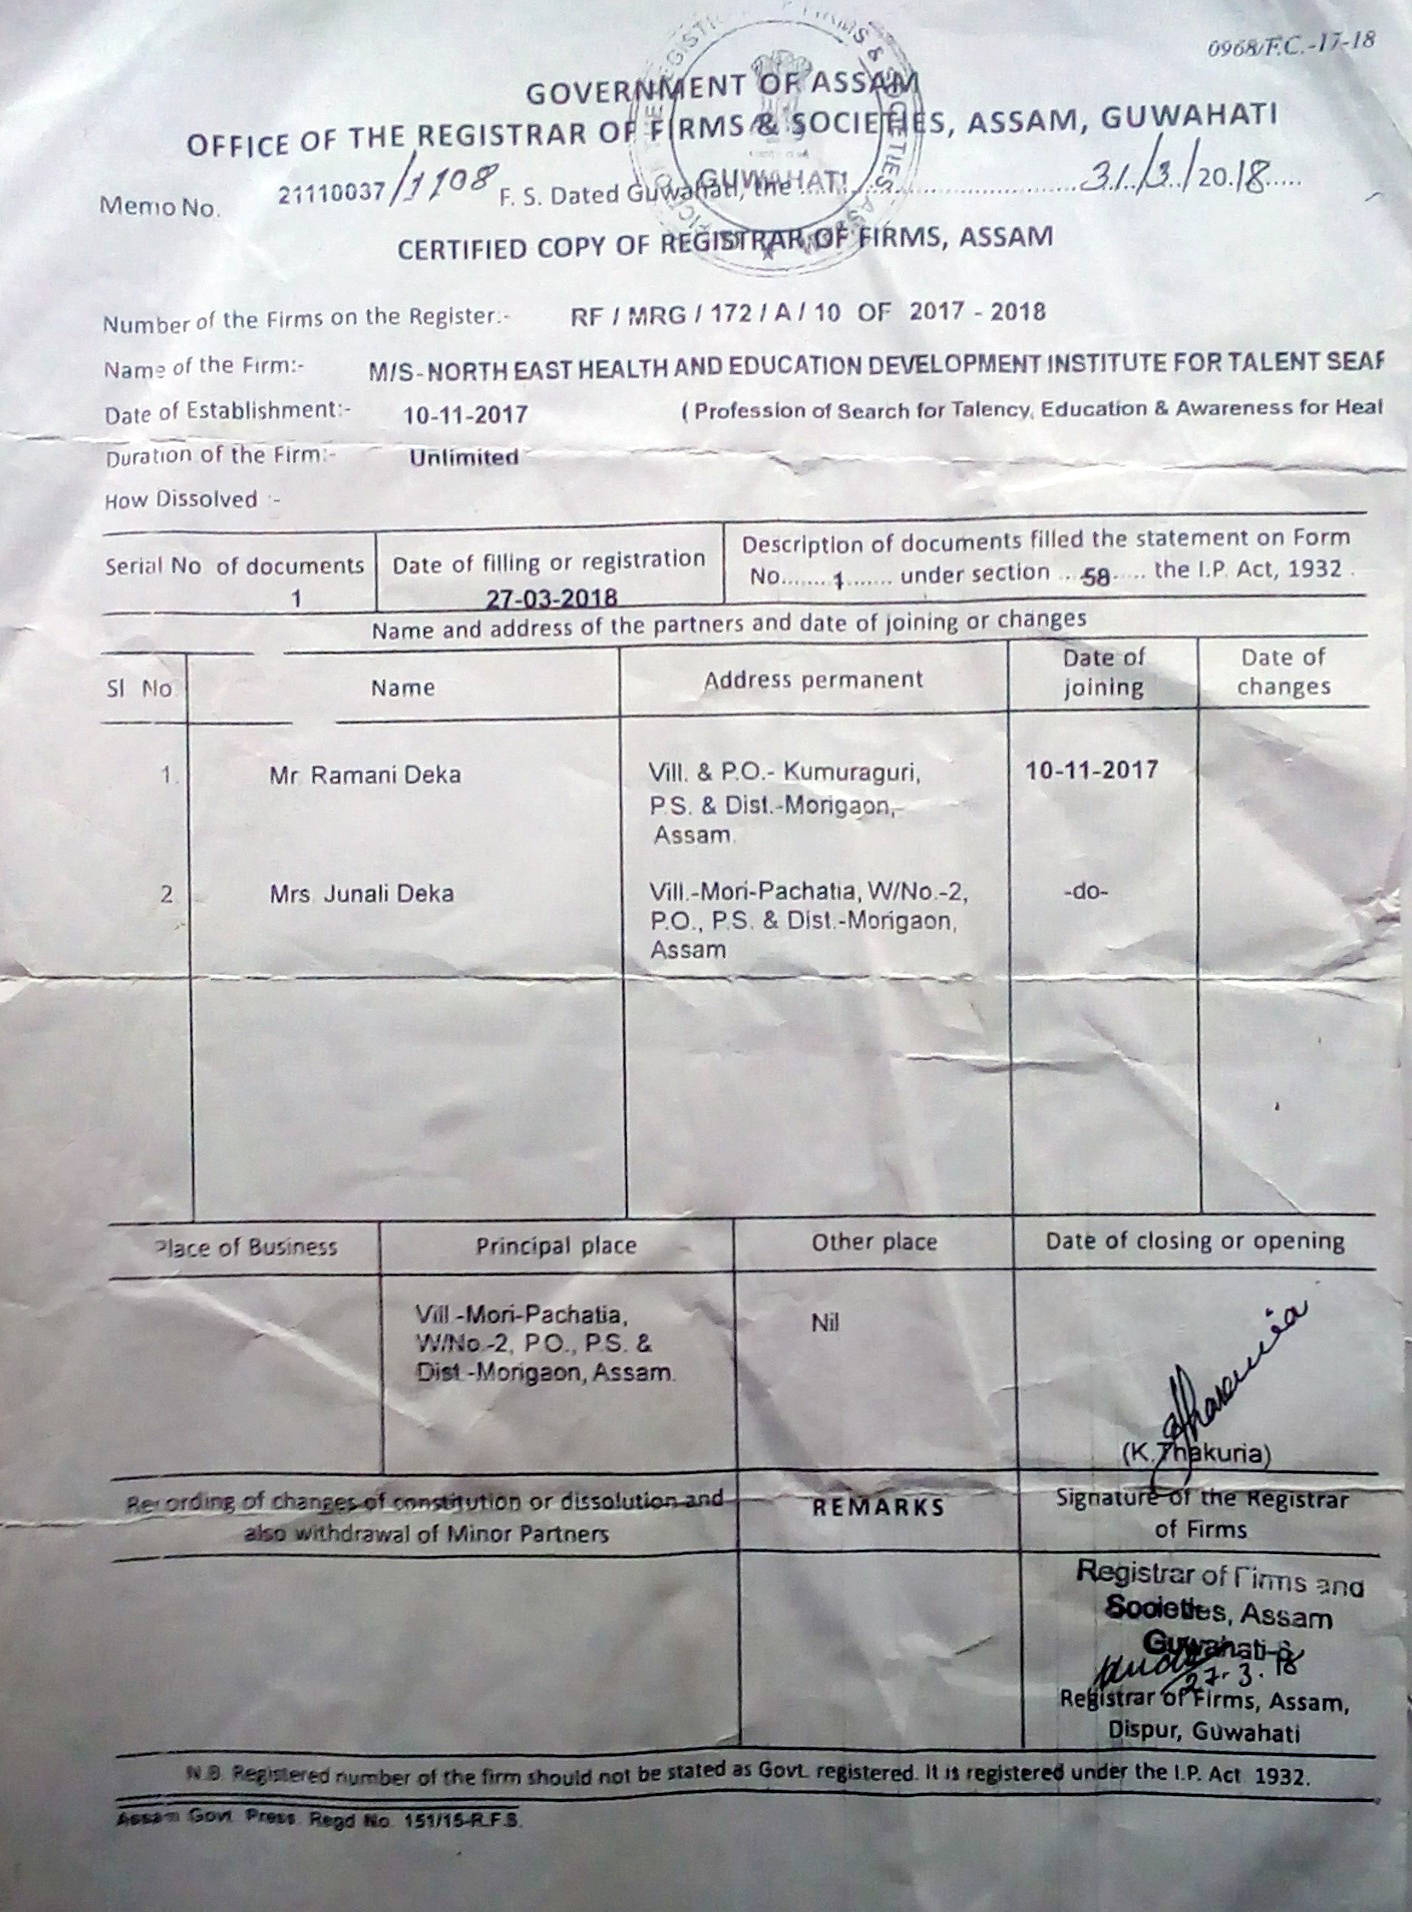 0968/F.C.-17-18
GOVERNMENT OF ASSAM
OFFICE OF THE REGISTRAR OF FIRMS & SOCIETIES, ASSAM, GUWAHATI
Memo No. 21110037/1108 F. S. Dated Guwahati, the ..... 31/3/2018.....
GUWAHATI
CERTIFIED COPY OF REGISTRAR OF FIRMS, ASSAM
Number of the Firms on the Register:- RF / MRG / 172 / A / 10 OF 2017 - 2018
Name of the Firm:- M/S-NORTH EAST HEALTH AND EDUCATION DEVELOPMENT INSTITUTE FOR TALENT SEAF
Date of Establishment:- 10-11-2017 ( Profession of Search for Talency, Education & Awareness for Heal
Duration of the Firm:- Unlimited
How Dissolved :-
Serial No of documents Date of filling or registration Description of documents filled the statement on Form
1 27-03-2018 No........1....... under section ...58..... the I.P. Act, 1932 .
Name and address of the partners and date of joining or changes
Sl No Name Address permanent Date of joining Date of changes
1. Mr. Ramani Deka Vill. & P.O.- Kumuraguri, 10-11-2017
P.S. & Dist.-Morigaon,
Assam.
2. Mrs. Junali Deka Vill.-Mori-Pachatia, W/No.-2, -do-
P.O., P.S. & Dist.-Morigaon,
Assam
Place of Business Principal place Other place Date of closing or opening
Vill.-Mori-Pachatia, Nil
W/No.-2, P.O., P.S. &
Dist.-Morigaon, Assam.
(K.Thakuria)
Recording of changes of constitution or dissolution and REMARKS Signature of the Registrar
also withdrawal of Minor Partners of Firms
Registrar of Firms and
Societies, Assam
Guwahati-6
27.3.18
Registrar of Firms, Assam,
Dispur, Guwahati
N.B. Registered number of the firm should not be stated as Govt. registered. It is registered under the I.P. Act 1932.
Assam Govt. Press. Regd No. 151/15-R.F.S.